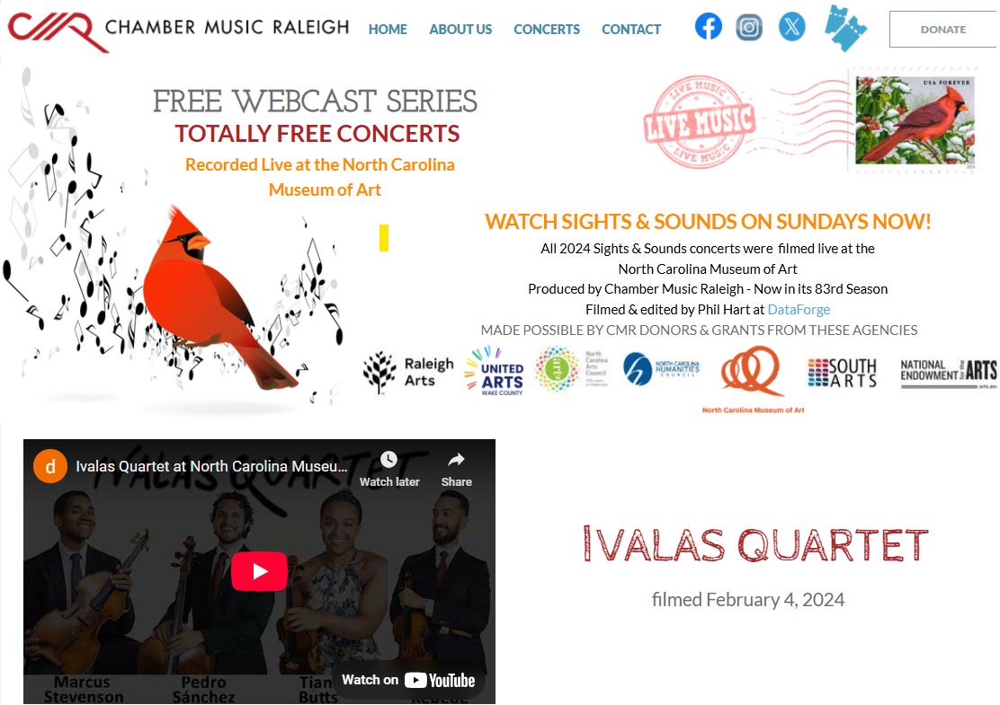 CHAMBER MUSIC RALEIGH
HOME ABOUT US CONCERTS CONTACT
DONATE
FREE WEBCAST SERIES
TOTALLY FREE CONCERTS
Recorded Live at the North Carolina
Museum of Art
LIVE MUSIC
LIVE MUSIC
LIVE MUSIC
USA FOREVER
WATCH SIGHTS & SOUNDS ON SUNDAYS NOW!
All 2024 Sights & Sounds concerts were filmed live at the
North Carolina Museum of Art
Produced by Chamber Music Raleigh - Now in its 83rd Season
Filmed & edited by Phil Hart at DataForge
MADE POSSIBLE BY CMR DONORS & GRANTS FROM THESE AGENCIES
Raleigh
Arts
UNITED
ARTS
WAKE COUNTY
North
Carolina
Arts
Council
NORTH CAROLINA
HUMANITIES
COUNCIL
North Carolina Museum of Art
SOUTH
ARTS
NATIONAL
ENDOWMENT
for the
ARTS
IVALAS QUARTET
d
Ivalas Quartet at North Carolina Museu...
Watch later
Share
Marcus
Stevenson
Pedro
Sánchez
Tian
Butts
Watch on YouTube
IVALAS QUARTET
filmed February 4, 2024